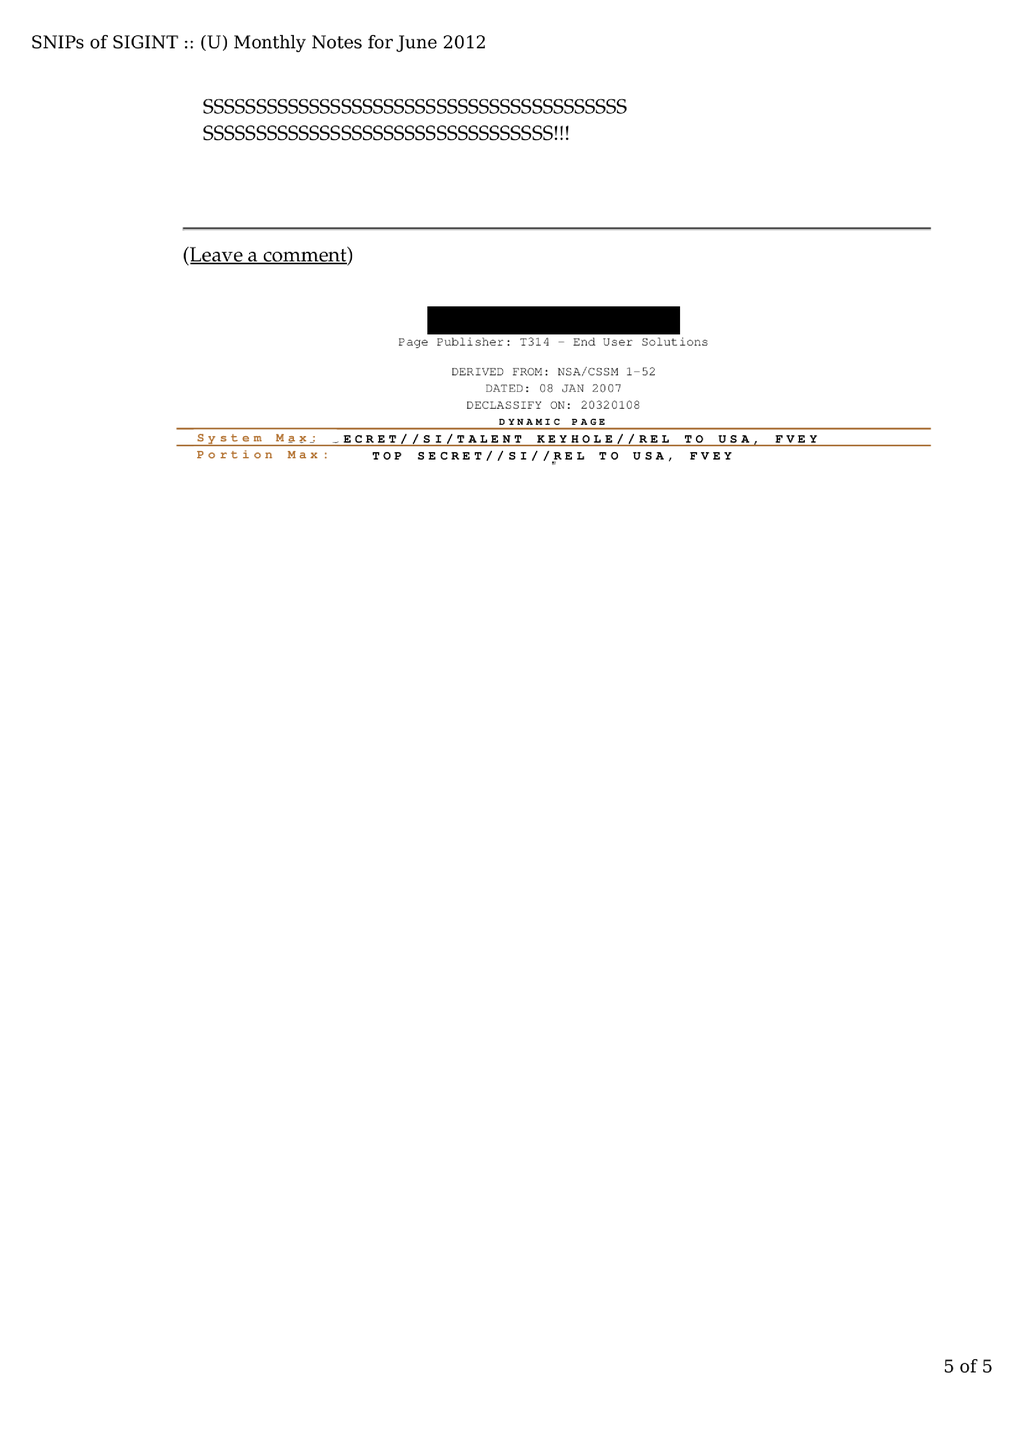 SNIPs of SIGINT :: (U) Monthly Notes for June 2012
SSSSSSSSSSSSSSSSSSSSSSSSSSSSSSSSSSSSSSSS
SSSSSSSSSSSSSSSSSSSSSSSSSSSSSSSSS!!!
(Leave a comment)
Page Publisher: T314 – End User Solutions
DERIVED FROM: NSA/CSSM 1-52
DATED: 08 JAN 2007
DECLASSIFY ON: 20320108
DYNAMIC PAGE
System Max: ECRET//SI/TALENT KEYHOLE//REL TO USA, FVEY
Portion Max: TOP SECRET//SI//REL TO USA, FVEY
5 of 5